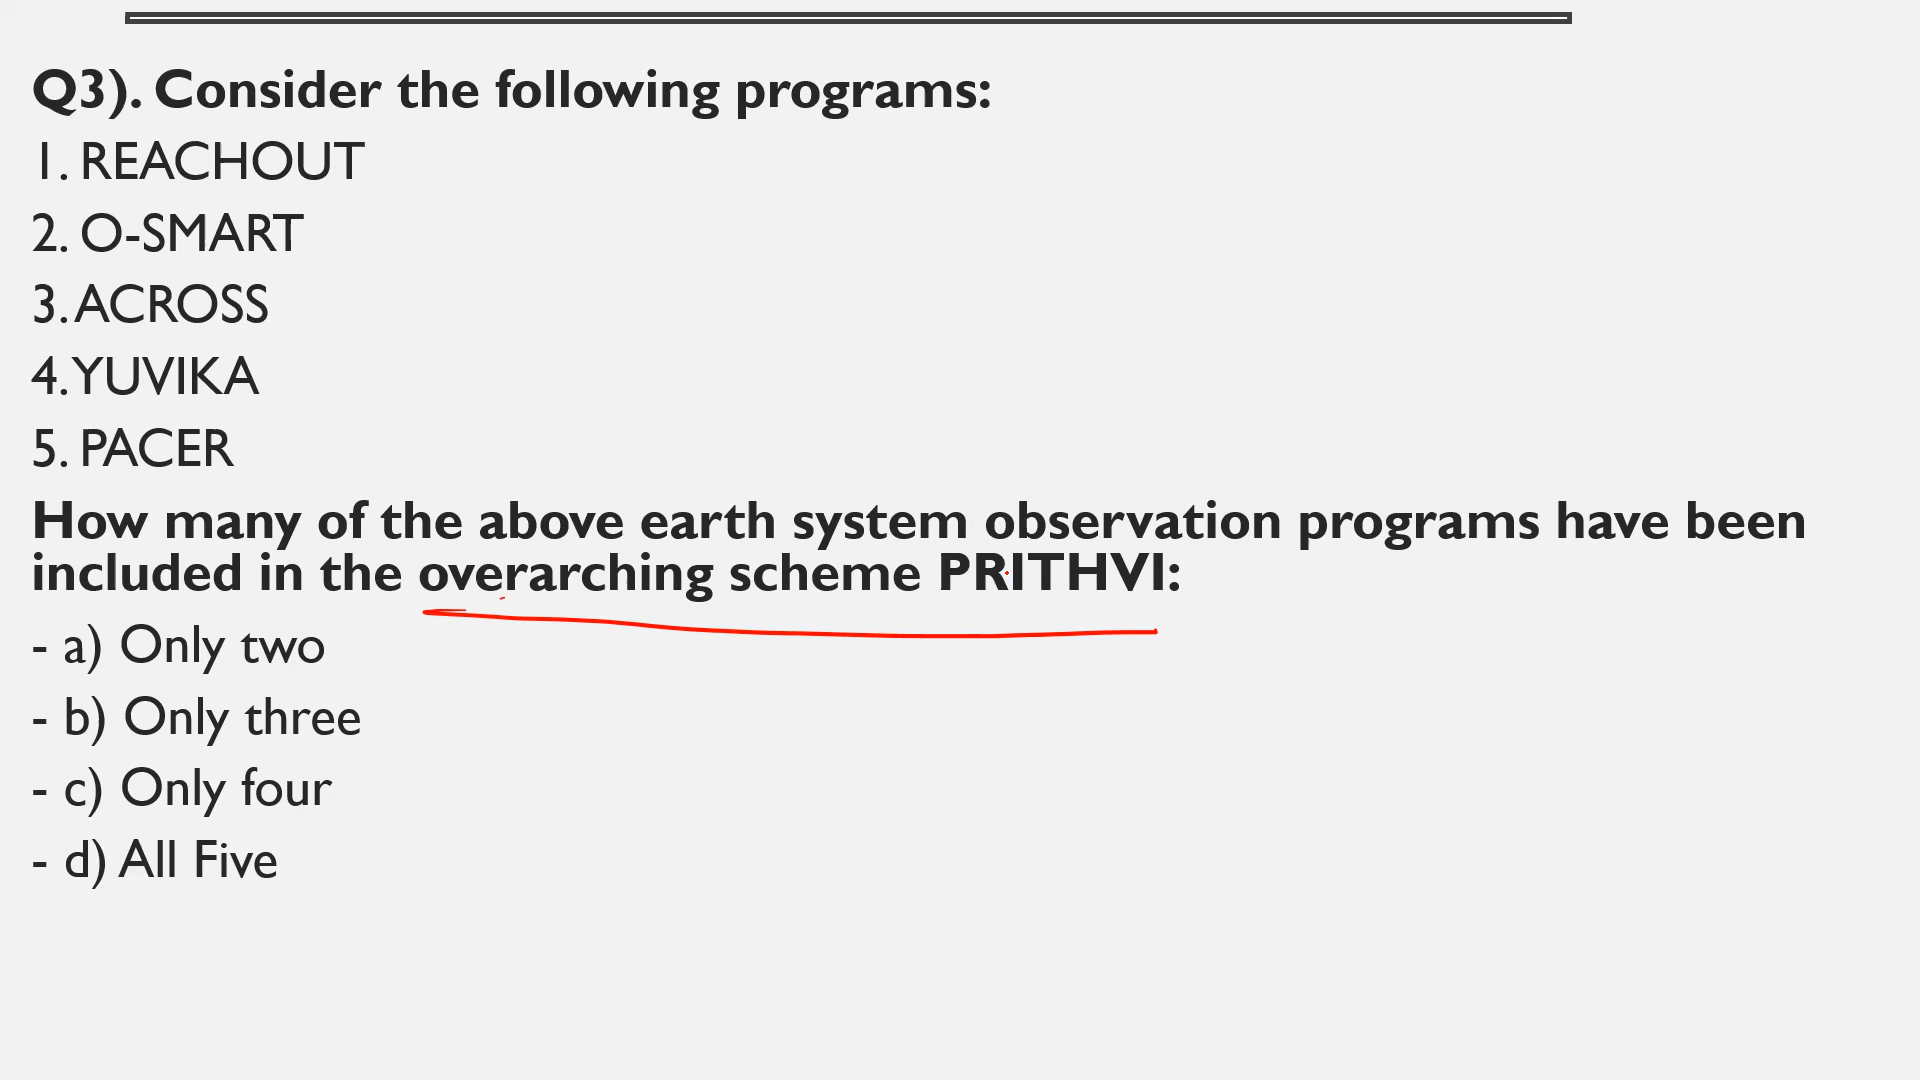 Q3). Consider the following programs:
1. REACHOUT
2. O-SMART
3. ACROSS
4. YUVIKA
5. PACER
How many of the above earth system observation programs have been
included in the overarching scheme PRITHVI:
- a) Only two
- b) Only three
- c) Only four
- d) All Five